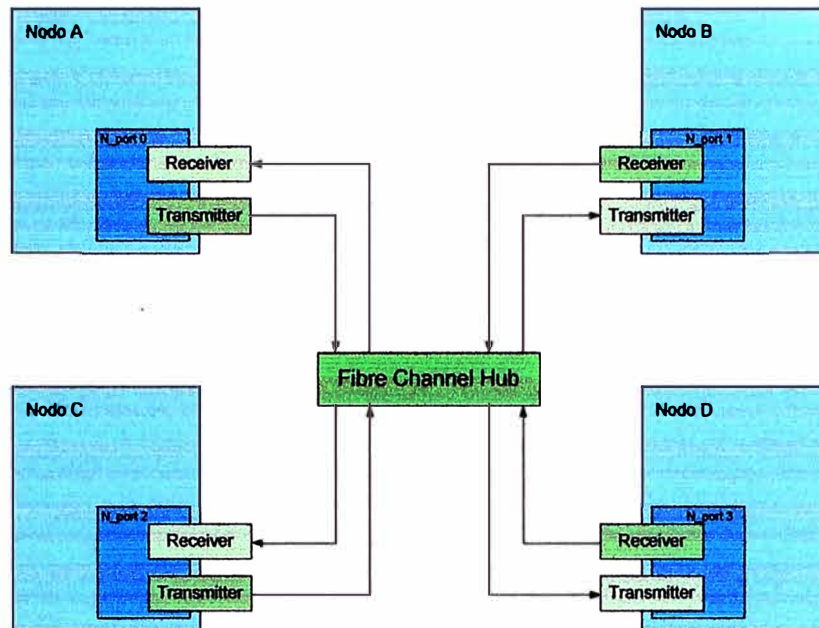 Nodo A
N_port 0
Receiver
Transmitter
Nodo B
N_port 1
Receiver
Transmitter
Fibre Channel Hub
Nodo C
N_port 2
Receiver
Transmitter
Nodo D
N_port 3
Receiver
Transmitter